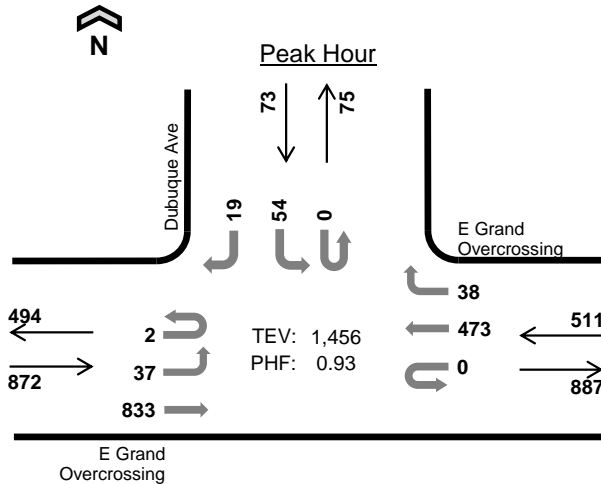 N
Peak Hour
73
75
Dubuque Ave
19
54
0
E Grand
Overcrossing
38
494
2
TEV: 1,456
473
511
PHF: 0.93
872
37
0
887
833
E Grand
Overcrossing